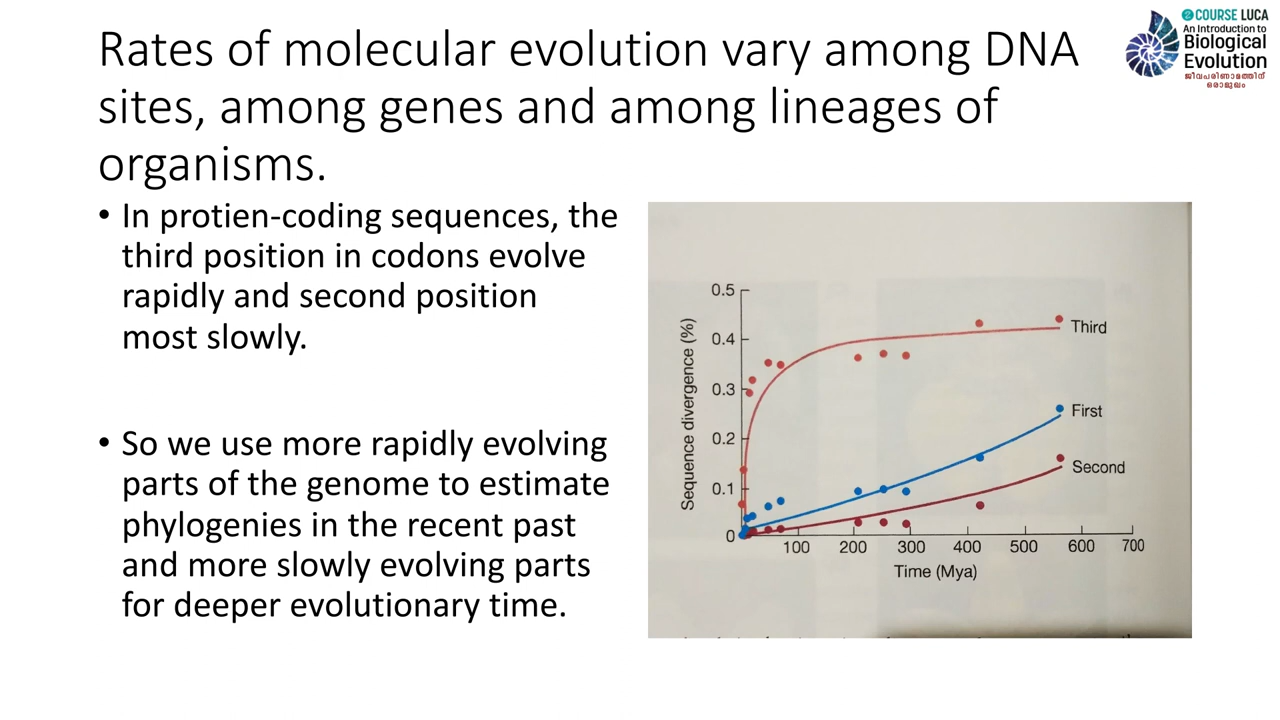 Rates of molecular evolution vary among DNA
sites, among genes and among lineages of
organisms.
COURSE LUCA
An Introduction to
Biological
Evolution
ജീവപരിണാമത്തിന്
ഒരാമുഖം
• In protien-coding sequences, the
third position in codons evolve
rapidly and second position
most slowly.
• So we use more rapidly evolving
parts of the genome to estimate
phylogenies in the recent past
and more slowly evolving parts
for deeper evolutionary time.
Sequence divergence (%)
0.5
0.4
0.3
0.2
0.1
0
Third
First
Second
100 200 300 400 500 600 700
Time (Mya)